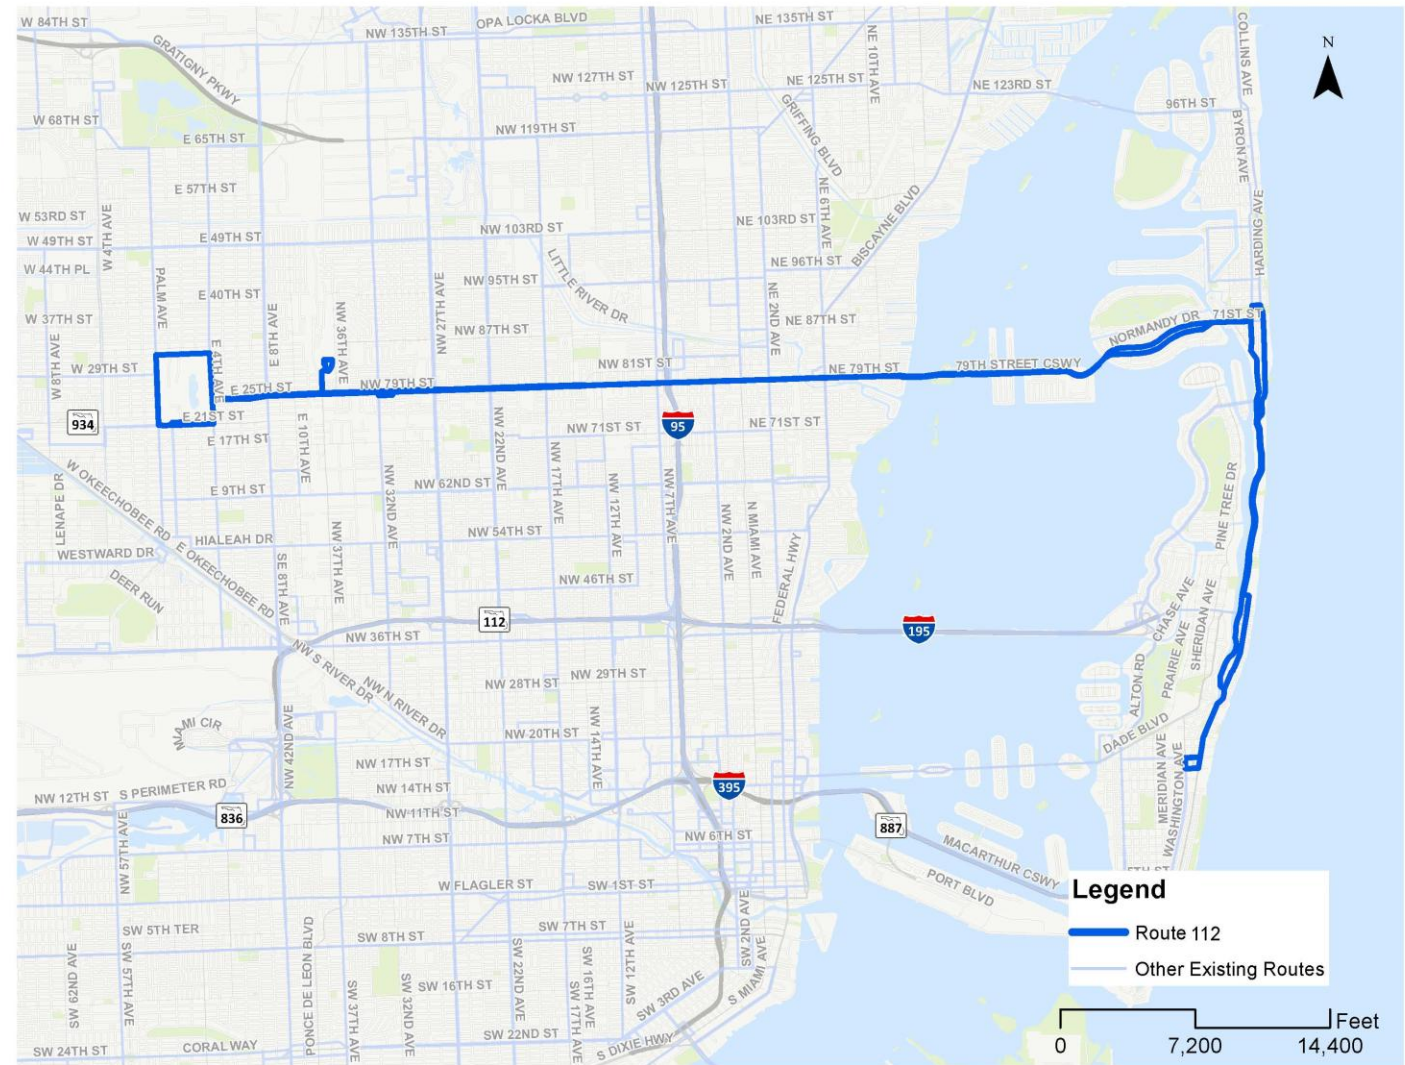 W 84TH ST
OPA LOCKA BLVD
NE 135TH ST
NW 135TH ST
COLLINS AVE
N
GRATIGNY PKWY
NE 10TH AVE
NW 127TH ST
NW 125TH ST
NE 125TH ST
NE 123RD ST
96TH ST
W 68TH ST
E 65TH ST
NW 119TH ST
GRIFFING BLVD
BYRON AVE
E 57TH ST
NE 6TH AVE
W 53RD ST
W 4TH AVE
NW 103RD ST
NE 103RD ST
BISCAYNE BLVD
HARDING AVE
W 49TH ST
E 49TH ST
W 44TH PL
PALM AVE
LITTLE RIVER DR
NE 96TH ST
NW 95TH ST
E 40TH ST
NW 36TH AVE
NW 27TH AVE
NE 2ND AVE
W 37TH ST
E 8TH AVE
NW 87TH ST
NE 87TH ST
NORMANDY DR
71ST ST
W 8TH AVE
W 29TH ST
E 4TH AVE
E 25TH ST
NW 79TH ST
NW 81ST ST
NE 79TH ST
79TH STREET CSWY
934
E 21ST ST
E 17TH ST
E 10TH AVE
NW 22ND AVE
NW 71ST ST
95
NE 71ST ST
W OKEECHOBEE RD
LENAPE DR
E 9TH ST
NW 32ND AVE
NW 62ND ST
NW 17TH AVE
NW 12TH AVE
NW 7TH AVE
NW 2ND AVE
N MIAMI AVE
PINE TREE DR
WESTWARD DR
HIALEAH DR
E OKEECHOBEE RD
NW 37TH AVE
NW 54TH ST
FEDERAL HWY
DEER RUN
SE 8TH AVE
NW 46TH ST
CHASE AVE
112
NW 36TH ST
195
PRAIRIE AVE
SHERIDAN AVE
NW S RIVER DR
NW N RIVER DR
NW 28TH ST
NW 29TH ST
ALTON RD
MIAMI CIR
NW 42ND AVE
NW 20TH ST
NW 14TH AVE
DADE BLVD
NW 17TH ST
MERIDIAN AVE
WASHINGTON AVE
NW 12TH ST
S PERIMETER RD
NW 14TH ST
395
836
NW 11TH ST
887
NW 57TH AVE
NW 7TH ST
NW 6TH ST
MACARTHUR CSWY
PORT BLVD
W FLAGLER ST
SW 1ST ST
5TH ST
Legend
SW 5TH TER
SW 7TH ST
SW 2ND AVE
Route 112
SW 62ND AVE
SW 57TH AVE
PONCE DE LEON BLVD
SW 8TH ST
SW 22ND AVE
SW 16TH AVE
SW 12TH AVE
S MIAMI AVE
Other Existing Routes
SW 37TH AVE
SW 32ND AVE
SW 16TH ST
SW 17TH AVE
SW 3RD AVE
SW 24TH ST
CORAL WAY
SW 22ND ST
S DIXIE HWY
Feet
0 7,200 14,400